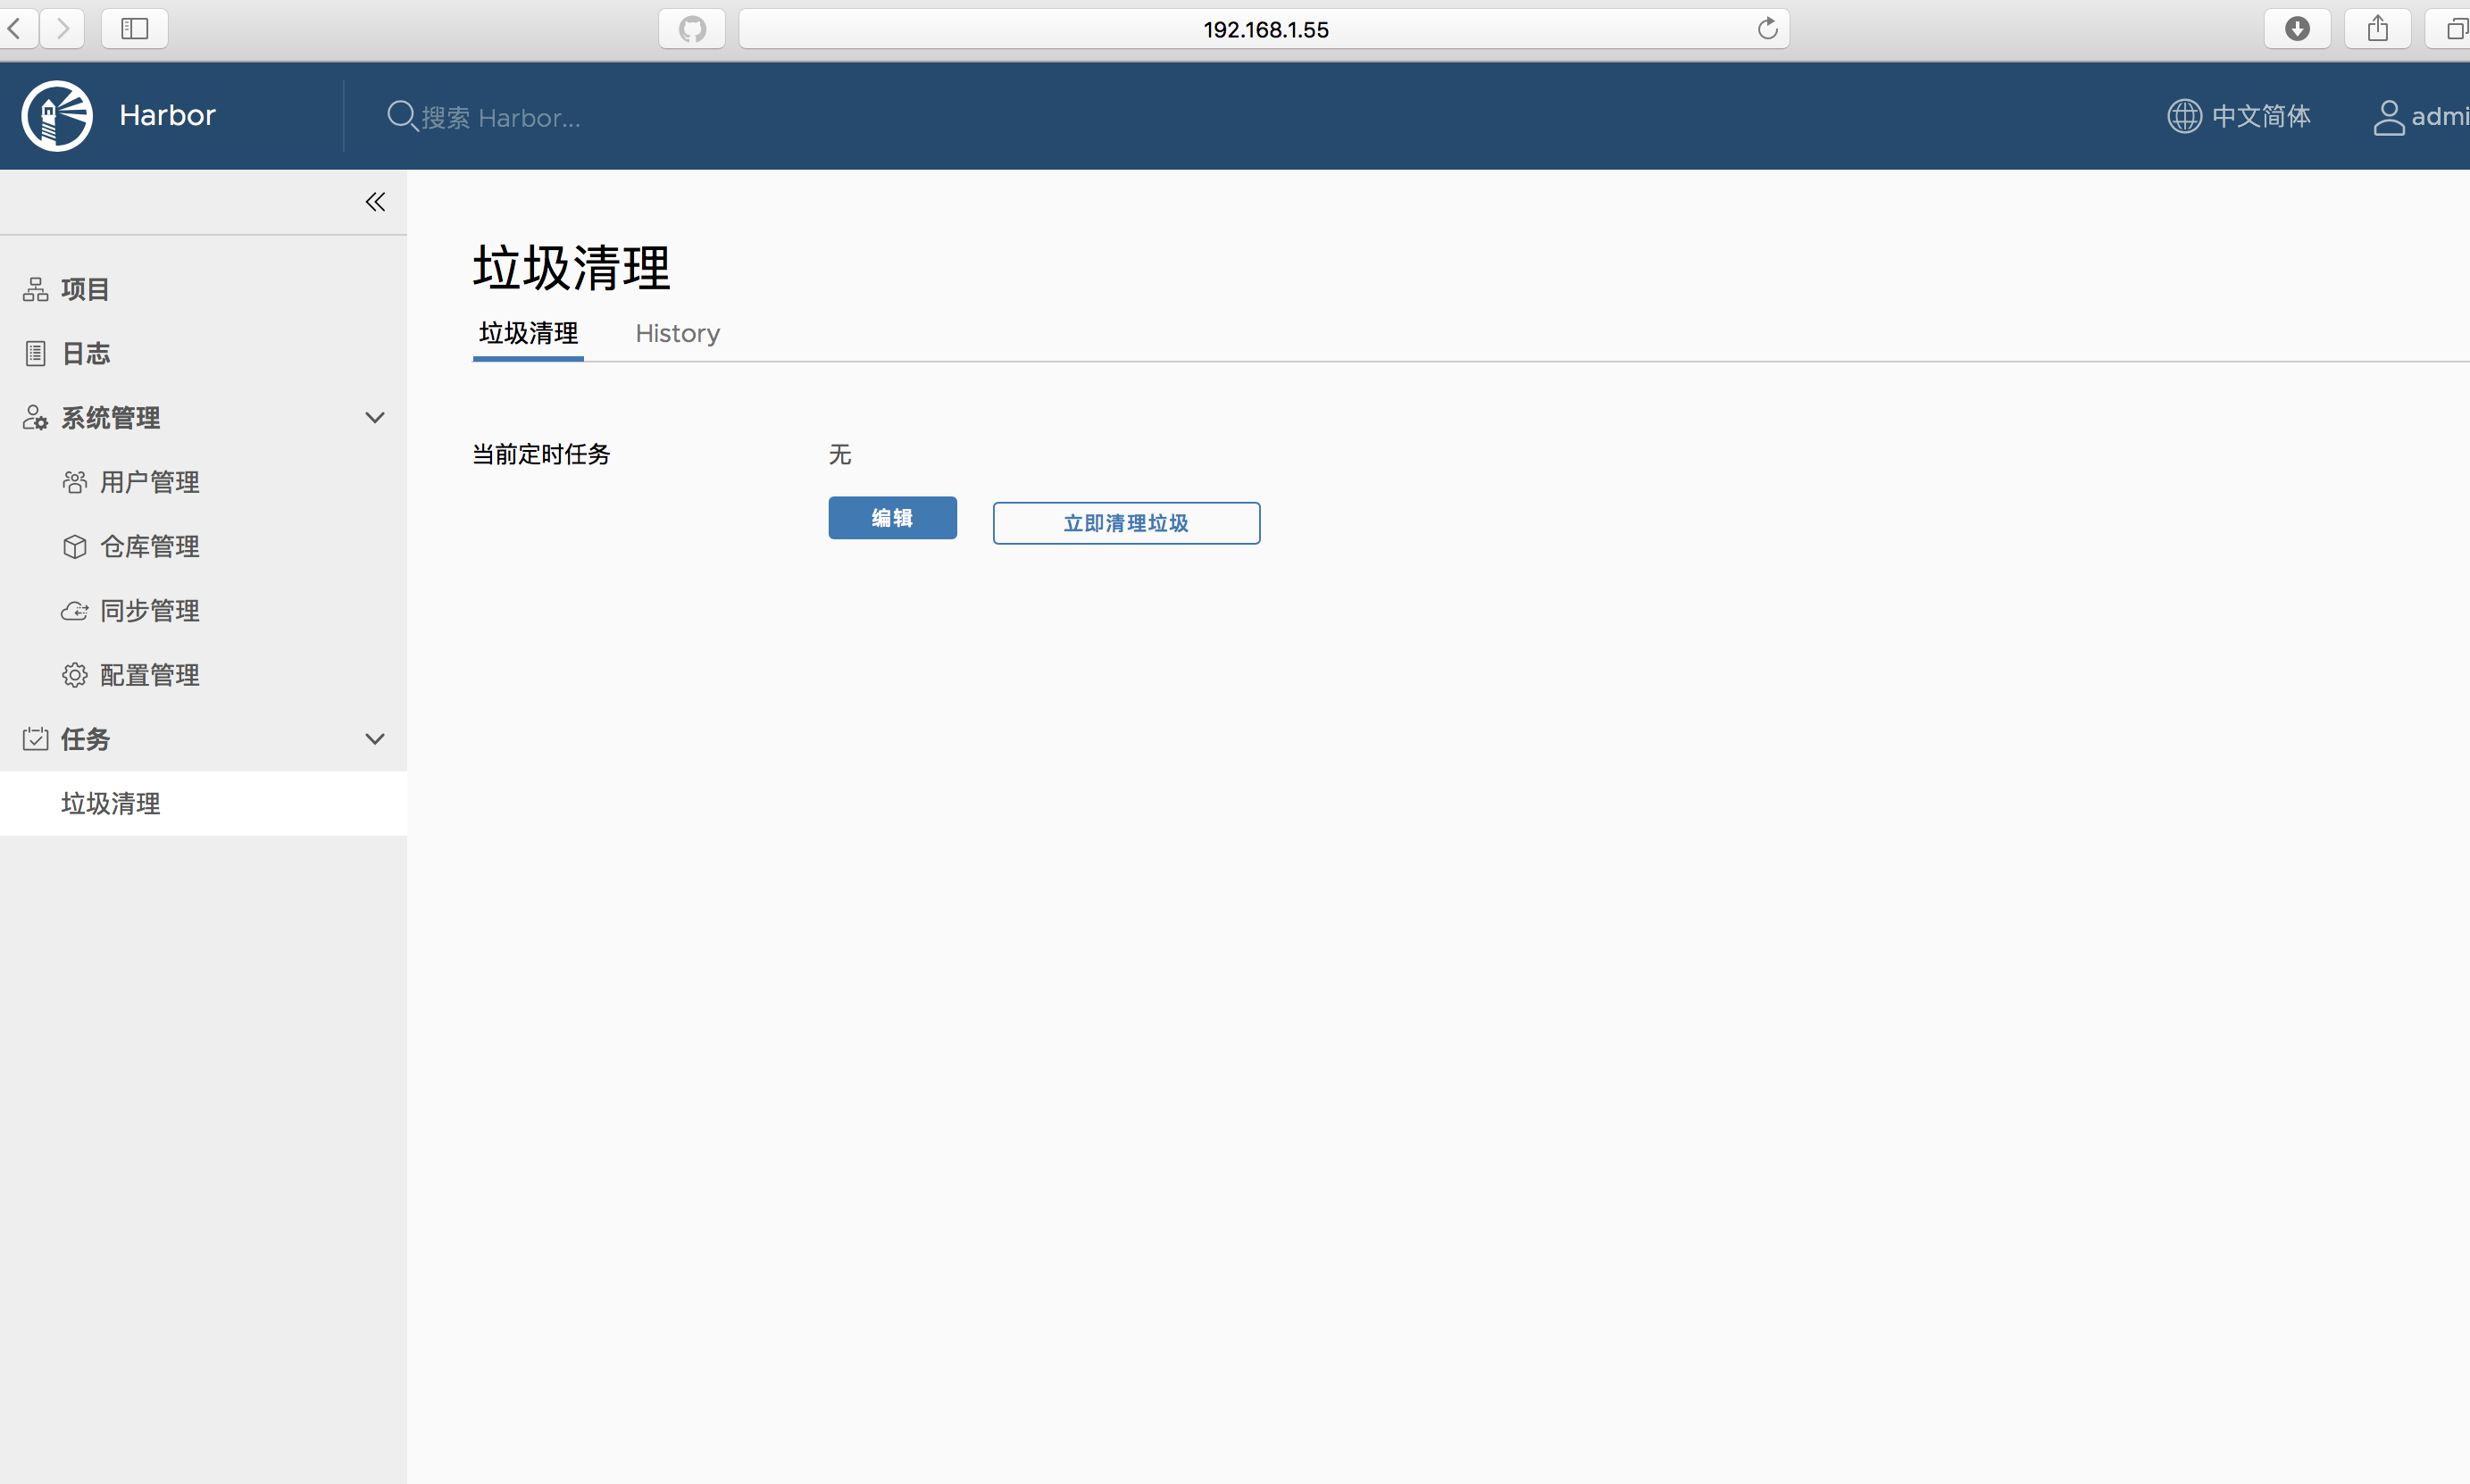 192.168.1.55
Harbor
搜索 Harbor...
中文简体
admi
垃圾清理
垃圾清理
History
项目
日志
系统管理
用户管理
仓库管理
同步管理
配置管理
任务
垃圾清理
当前定时任务
无
编辑
立即清理垃圾